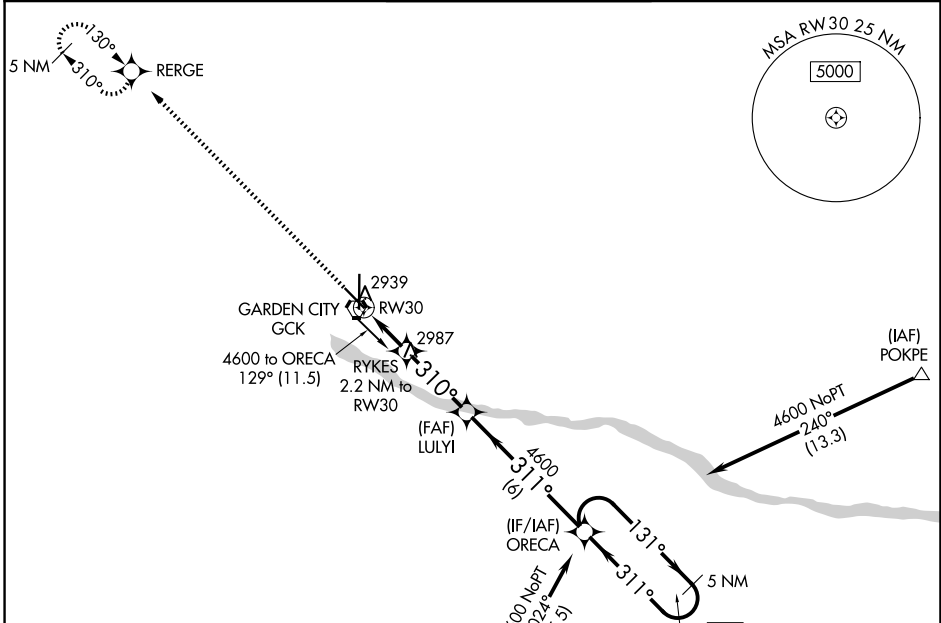 130°
5 NM
310°
RERGE
MSA RW30 25 NM
5000
2939
GARDEN CITY
GCK
RW30
2987
4600 to ORECA
129° (11.5)
RYKES
2.2 NM to
RW30
310°
(IAF)
POKPE
4600 NoPT
240°
(13.3)
(FAF)
LULYI
4600
311°
(6)
(IF/IAF)
ORECA
131°
311°
5 NM
NoPT